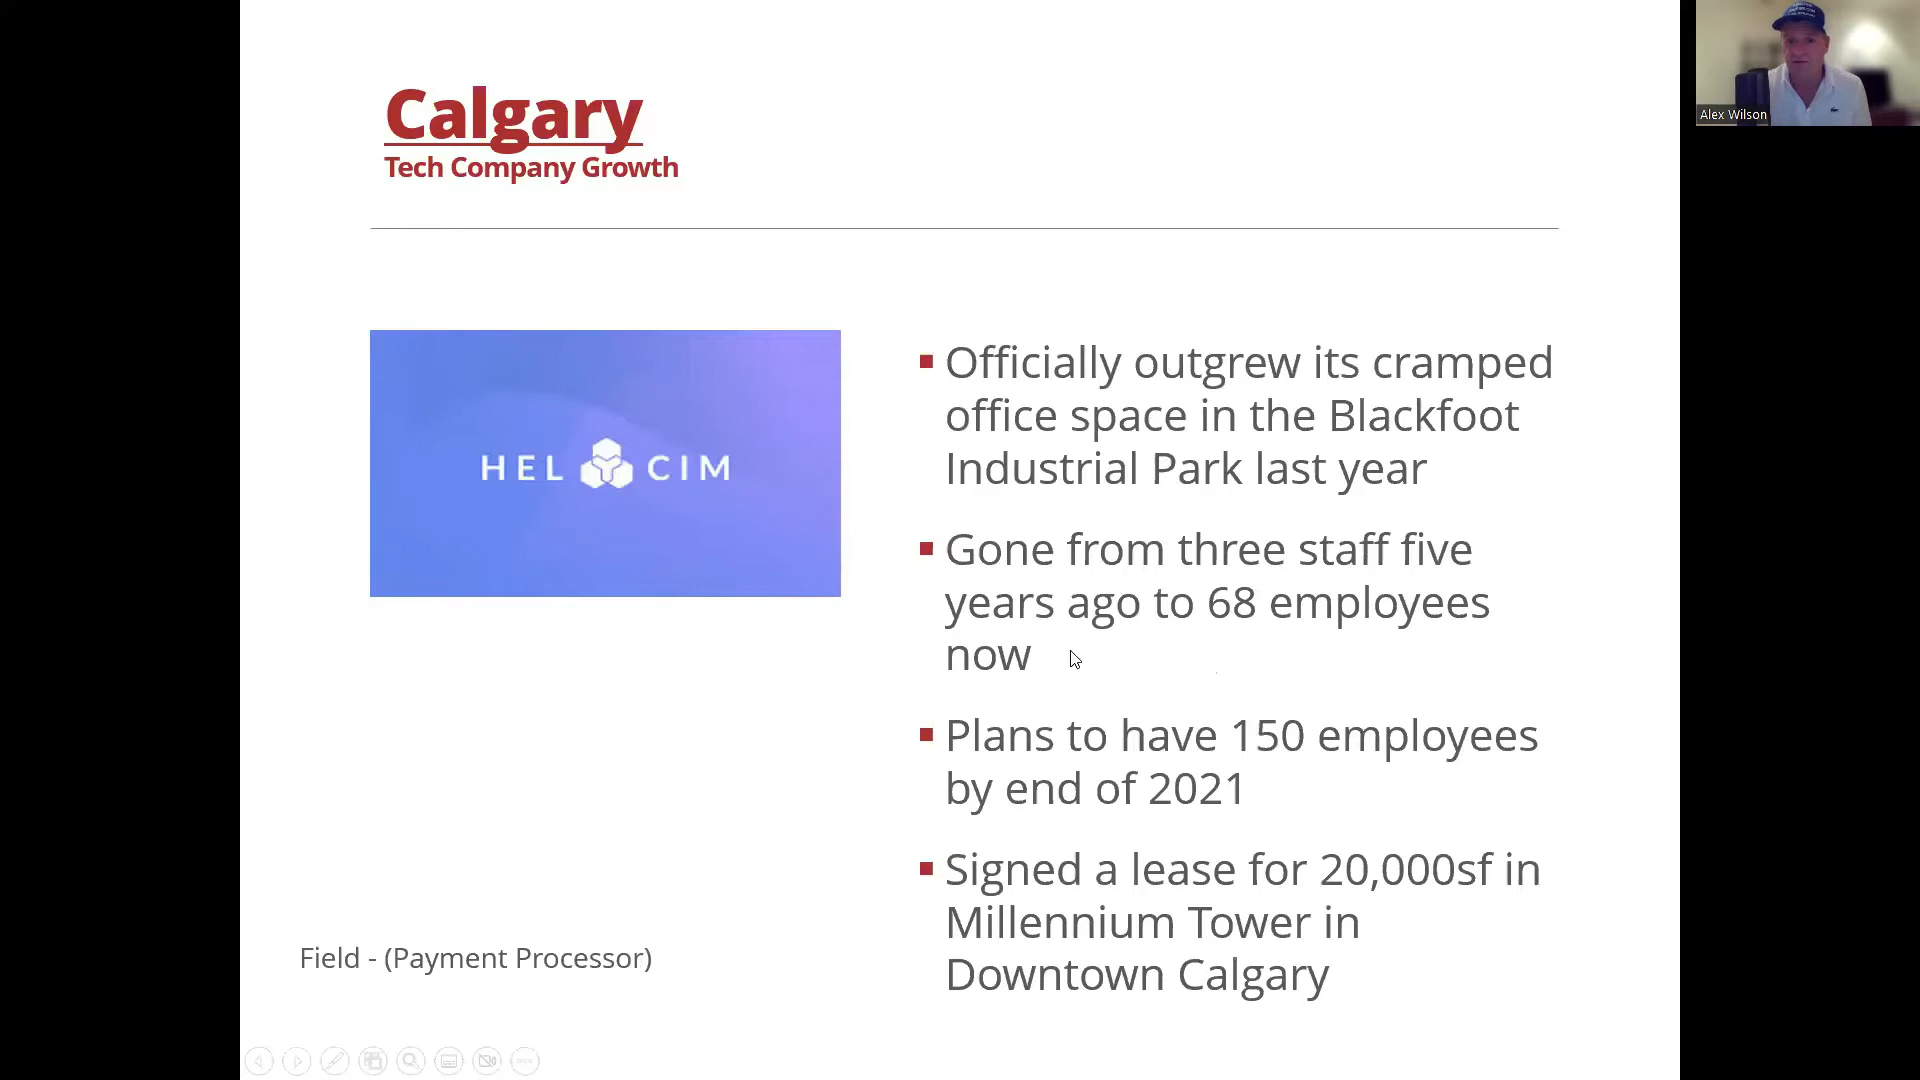 Calgary
Tech Company Growth
HEL CIM
Officially outgrew its cramped
office space in the Blackfoot
Industrial Park last year
Gone from three staff five
years ago to 68 employees
now
Plans to have 150 employees
by end of 2021
Signed a lease for 20,000sf in
Millennium Tower in
Downtown Calgary
Field - (Payment Processor)
Alex Wilson